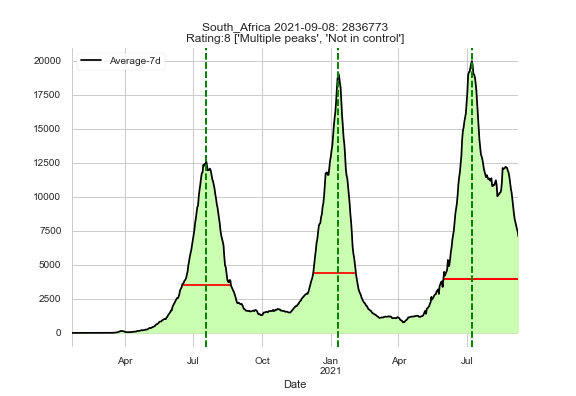 South_Africa 2021-09-08: 2836773
Rating:8 ['Multiple peaks', 'Not in control']
Average-7d
20000
17500
15000
12500
10000
7500
5000
2500
0
Apr
Jul
Oct
Jan
2021
Apr
Jul
Date